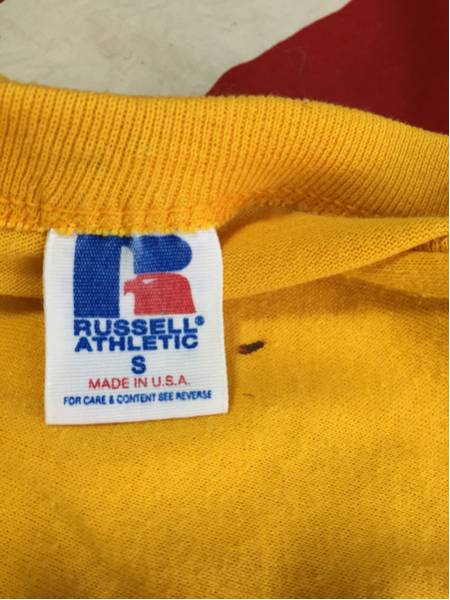 R
RUSSELL®
ATHLETIC
S
MADE IN U.S.A.
FOR CARE & CONTENT SEE REVERSE